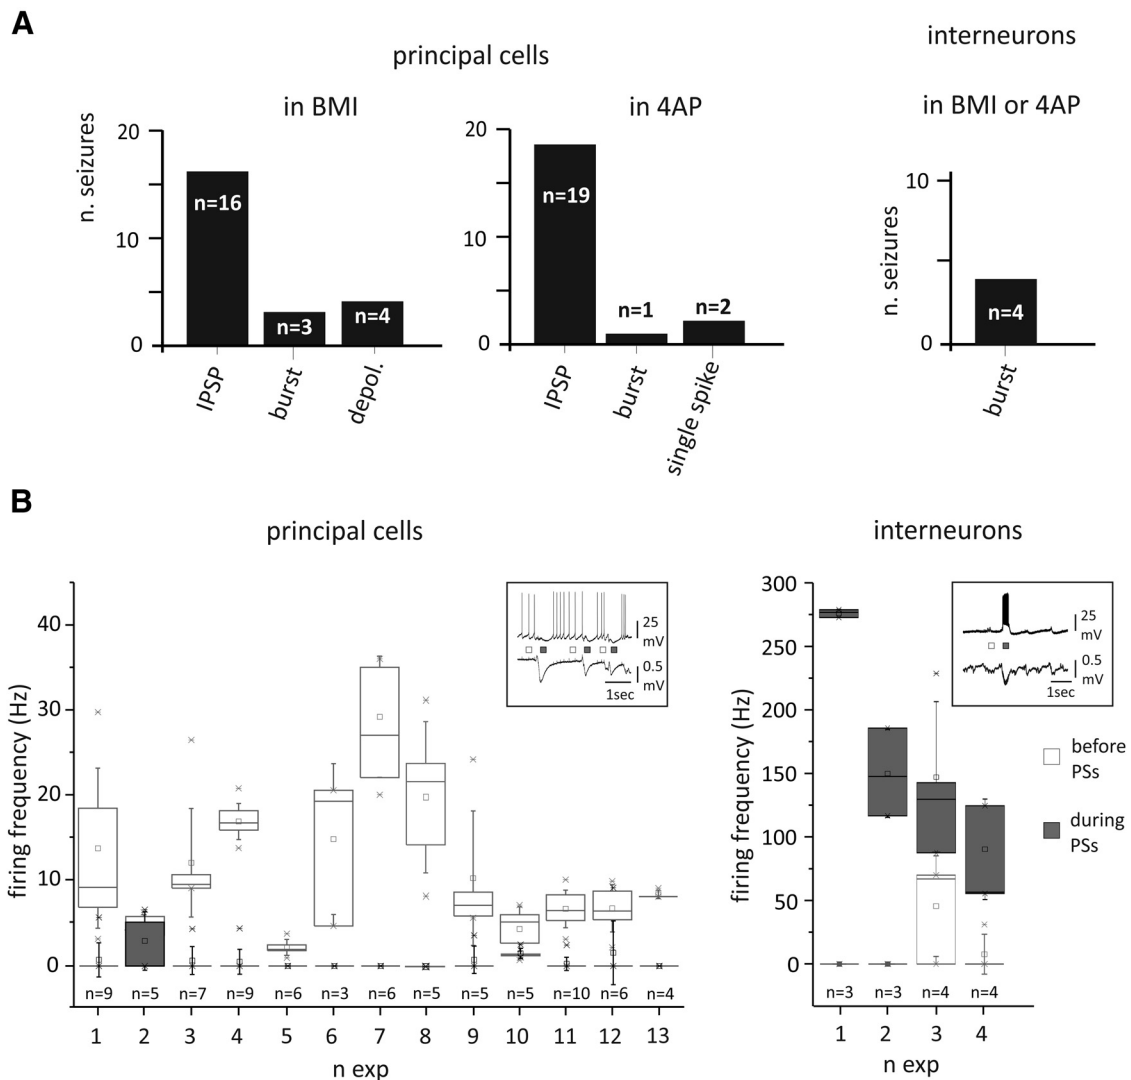 A
principal cells
interneurons
in BMI
in 4AP
in BMI or 4AP
n. seizures
20
10
0
n=16
n=3
n=4
IPSP
burst
depol.
20
10
0
n=19
n=1
n=2
IPSP
burst
single spike
n. seizures
10
0
n=4
burst
B
principal cells
interneurons
firing frequency (Hz)
40
30
20
10
0
25
mV
0.5
mV
1sec
n=9 n=5 n=7 n=9 n=6 n=3 n=6 n=5 n=5 n=5 n=10 n=6 n=4
1 2 3 4 5 6 7 8 9 10 11 12 13
n exp
firing frequency (Hz)
300
250
200
150
100
50
0
25
mV
0.5
mV
1sec
before
PSs
during
PSs
n=3 n=3 n=4 n=4
1 2 3 4
n exp